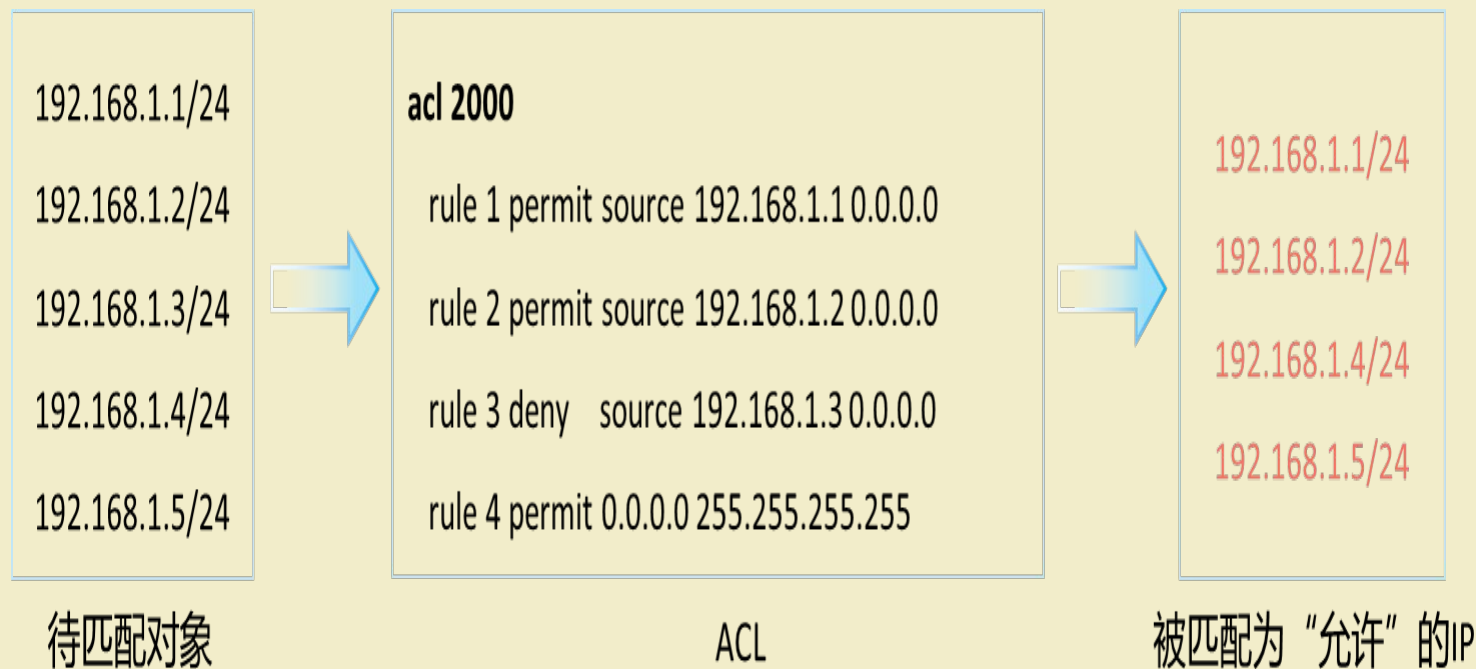 192.168.1.1/24
192.168.1.2/24
192.168.1.3/24
192.168.1.4/24
192.168.1.5/24
待匹配对象
acl 2000
rule 1 permit source 192.168.1.1 0.0.0.0
rule 2 permit source 192.168.1.2 0.0.0.0
rule 3 deny source 192.168.1.3 0.0.0.0
rule 4 permit 0.0.0.0 255.255.255.255
ACL
192.168.1.1/24
192.168.1.2/24
192.168.1.4/24
192.168.1.5/24
被匹配为“允许”的IP